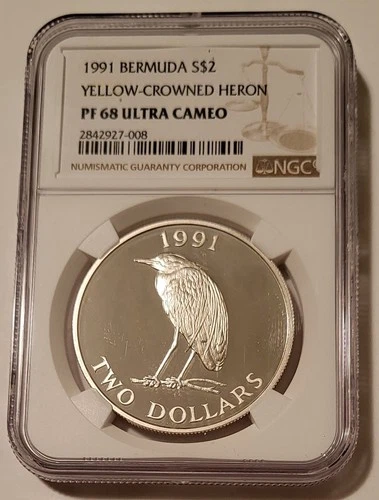 1991 BERMUDA S$2
YELLOW-CROWNED HERON
PF 68 ULTRA CAMEO
2842927-008
NUMISMATIC GUARANTY CORPORATION
NGC
1991
TWO DOLLARS